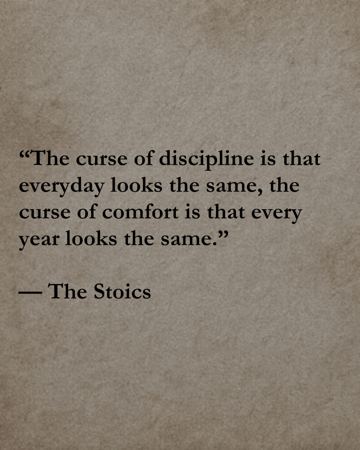 “The curse of discipline is that
everyday looks the same, the
curse of comfort is that every
year looks the same.”
— The Stoics